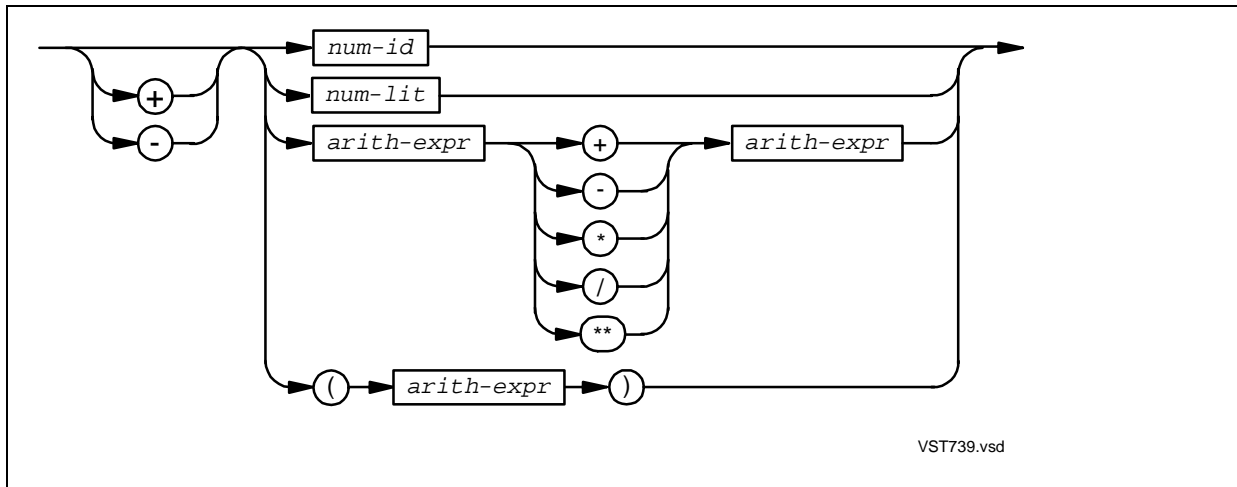 num-id
+
num-lit
-
arith-expr + arith-expr
-
*
/
**
( arith-expr )
VST739.vsd